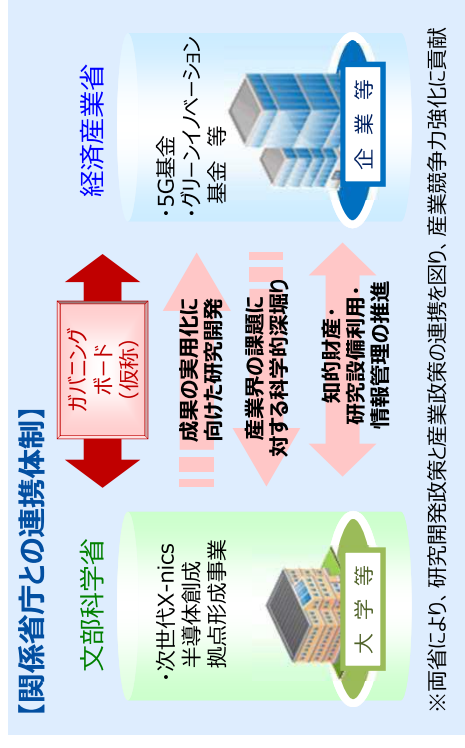 【関係省庁との連携体制】
文部科学省
・次世代X-nics
半導体創成
拠点形成事業
大学等
ガバニング
ボード
（仮称）
成果の実用化に
向けた研究開発
産業界の課題に
対する科学的深堀り
知的財産・
研究設備利用・
情報管理の推進
経済産業省
・5G基金
・グリーンイノベーション
基金 等
企業等
※両省により、研究開発政策と産業政策の連携を図り、産業競争力強化に貢献